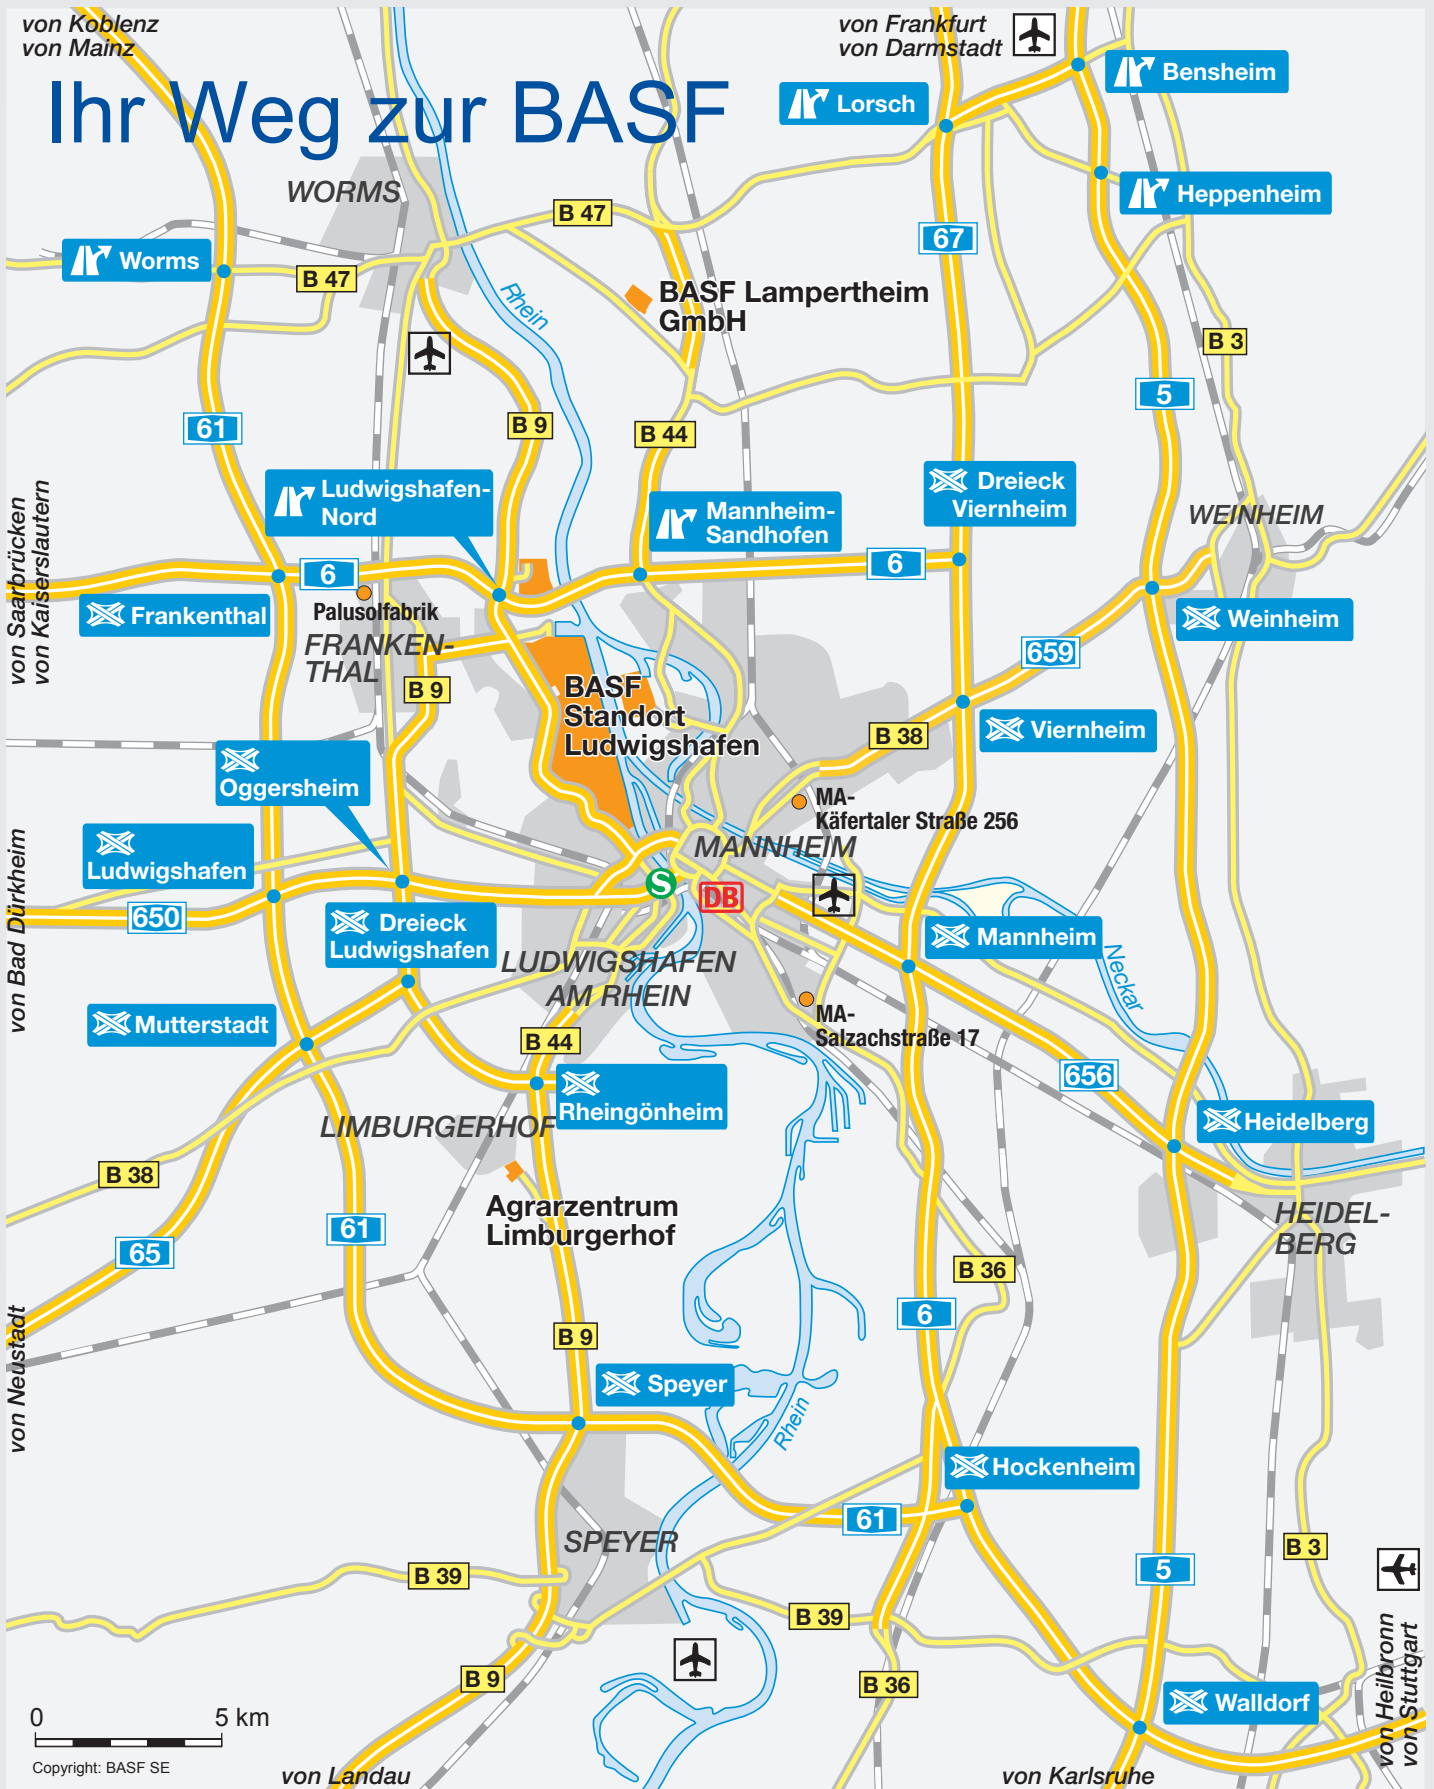 von Koblenz
von Mainz
von Frankfurt
von Darmstadt
Ihr Weg zur BASF
Bensheim
Lorsch
WORMS
Heppenheim
B 47
67
Worms
B 47
Rhein
BASF Lampertheim
GmbH
B 3
5
61
B 9
B 44
Ludwigshafen-
Nord
Dreieck
Viernheim
Mannheim-
Sandhofen
WEINHEIM
von Saarbrücken
von Kaiserslautern
6
6
Frankenthal
Palusolfabrik
Weinheim
FRANKEN-
THAL
659
B 9
BASF
Standort
Ludwigshafen
B 38
Viernheim
Oggersheim
MA-
Käfertaler Straße 256
MANNHEIM
Ludwigshafen
S
DB
650
von Bad Dürkheim
Dreieck
Ludwigshafen
Mannheim
LUDWIGSHAFEN
AM RHEIN
Neckar
Mutterstadt
MA-
Salzachstraße 17
B 44
656
Rheingönheim
Heidelberg
LIMBURGERHOF
B 38
Agrarzentrum
Limburgerhof
HEIDEL-
BERG
61
65
B 36
6
von Neustadt
B 9
Speyer
Rhein
Hockenheim
61
SPEYER
B 3
B 39
5
B 39
B 9
B 36
Walldorf
von Heilbronn
von Stuttgart
0 5 km
Copyright: BASF SE
von Landau
von Karlsruhe